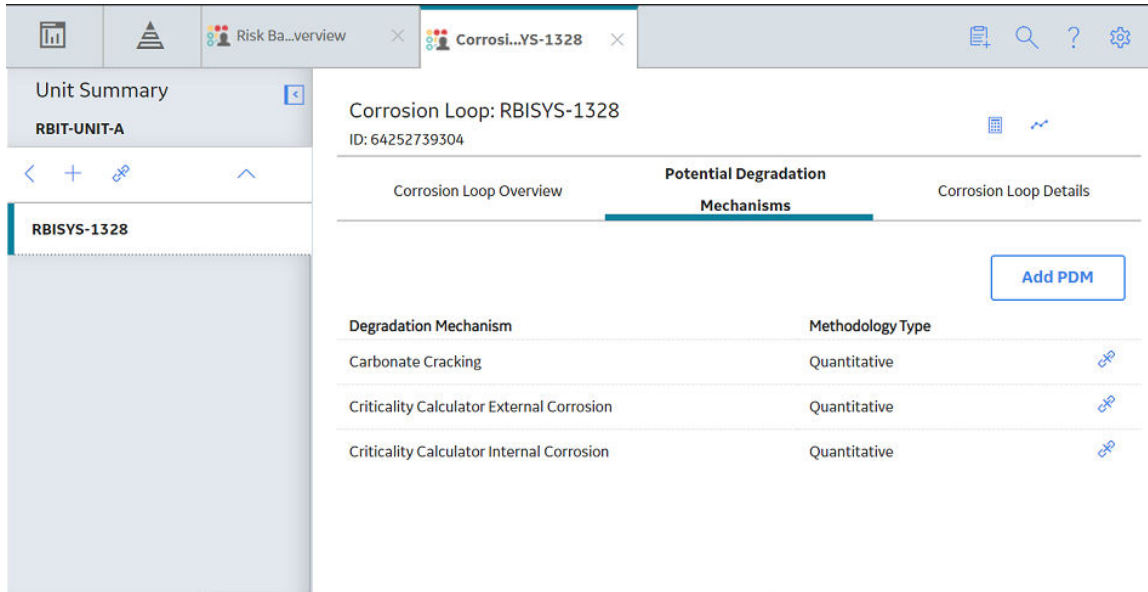 Risk Ba...verview
Corrosi...YS-1328
Unit Summary
RBIT-UNIT-A
RBISYS-1328
Corrosion Loop: RBISYS-1328
ID: 64252739304
Corrosion Loop Overview
Potential Degradation
Mechanisms
Corrosion Loop Details
Add PDM
Degradation Mechanism Methodology Type
Carbonate Cracking Quantitative
Criticality Calculator External Corrosion Quantitative
Criticality Calculator Internal Corrosion Quantitative